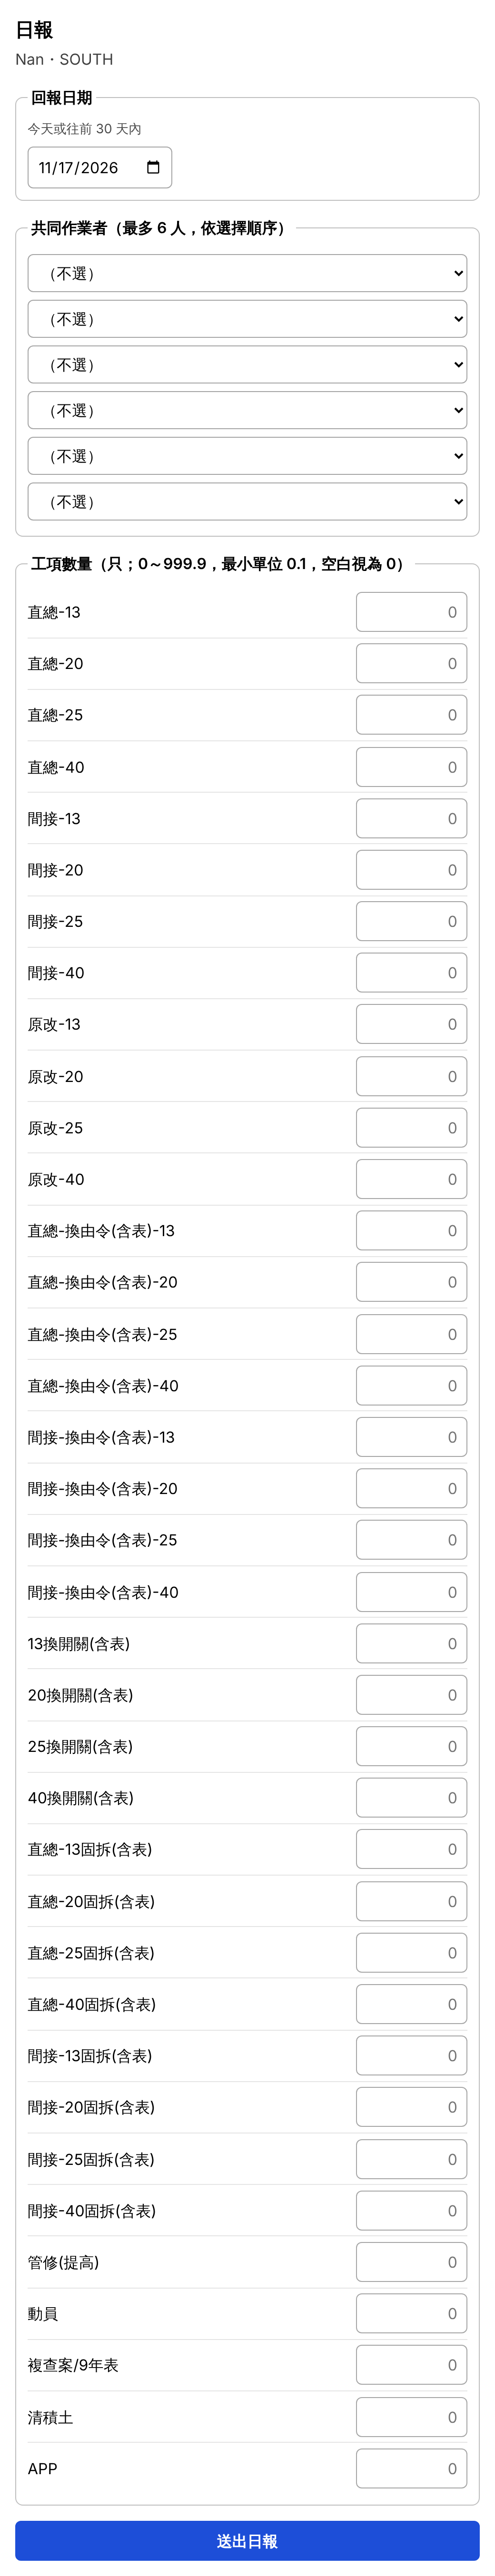 日報
Nan・SOUTH
回報日期
今天或往前 30 天內
11/17/2026
共同作業者（最多 6 人，依選擇順序）
（不選）
（不選）
（不選）
（不選）
（不選）
（不選）
工項數量（只；0～999.9，最小單位 0.1，空白視為 0）
直總-13 0
直總-20 0
直總-25 0
直總-40 0
間接-13 0
間接-20 0
間接-25 0
間接-40 0
原改-13 0
原改-20 0
原改-25 0
原改-40 0
直總-換由令(含表)-13 0
直總-換由令(含表)-20 0
直總-換由令(含表)-25 0
直總-換由令(含表)-40 0
間接-換由令(含表)-13 0
間接-換由令(含表)-20 0
間接-換由令(含表)-25 0
間接-換由令(含表)-40 0
13換開關(含表) 0
20換開關(含表) 0
25換開關(含表) 0
40換開關(含表) 0
直總-13固拆(含表) 0
直總-20固拆(含表) 0
直總-25固拆(含表) 0
直總-40固拆(含表) 0
間接-13固拆(含表) 0
間接-20固拆(含表) 0
間接-25固拆(含表) 0
間接-40固拆(含表) 0
管修(提高) 0
動員 0
複查案/9年表 0
清積土 0
APP 0
送出日報